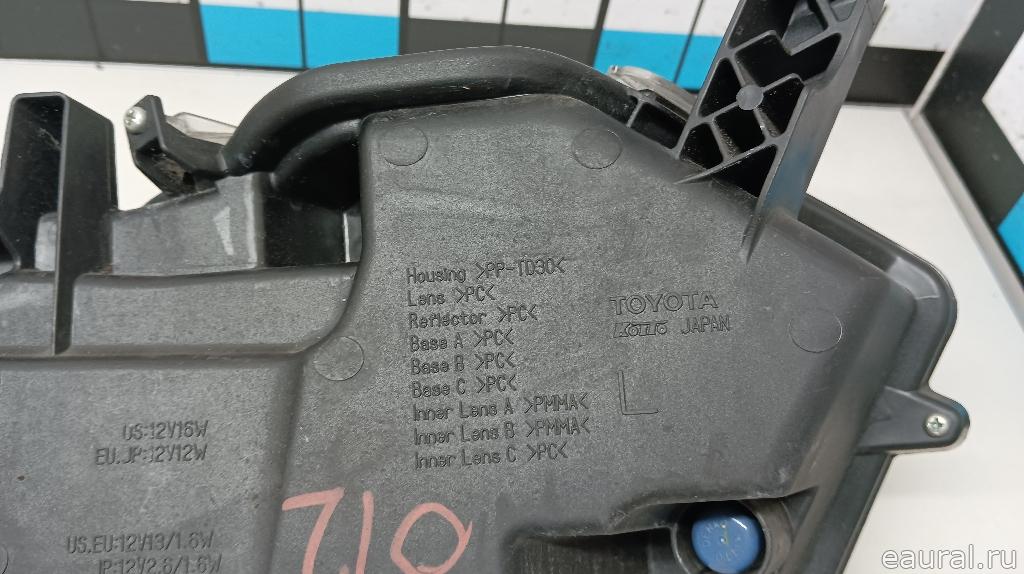 Housing >PP-TD30<
Lens >PC<
Reflector >PC<
Base A >PC<
Base B >PC<
Base C >PC<
Inner Lens A >PMMA<
Inner Lens B >PMMA<
Inner Lens C >PC<
TOYOTA
KOITO JAPAN
L
US:12V16W
EU.JP:12V12W
US.EU:12V13/1.6W
JP:12V2.6/1.6W
7.10
eaural.ru